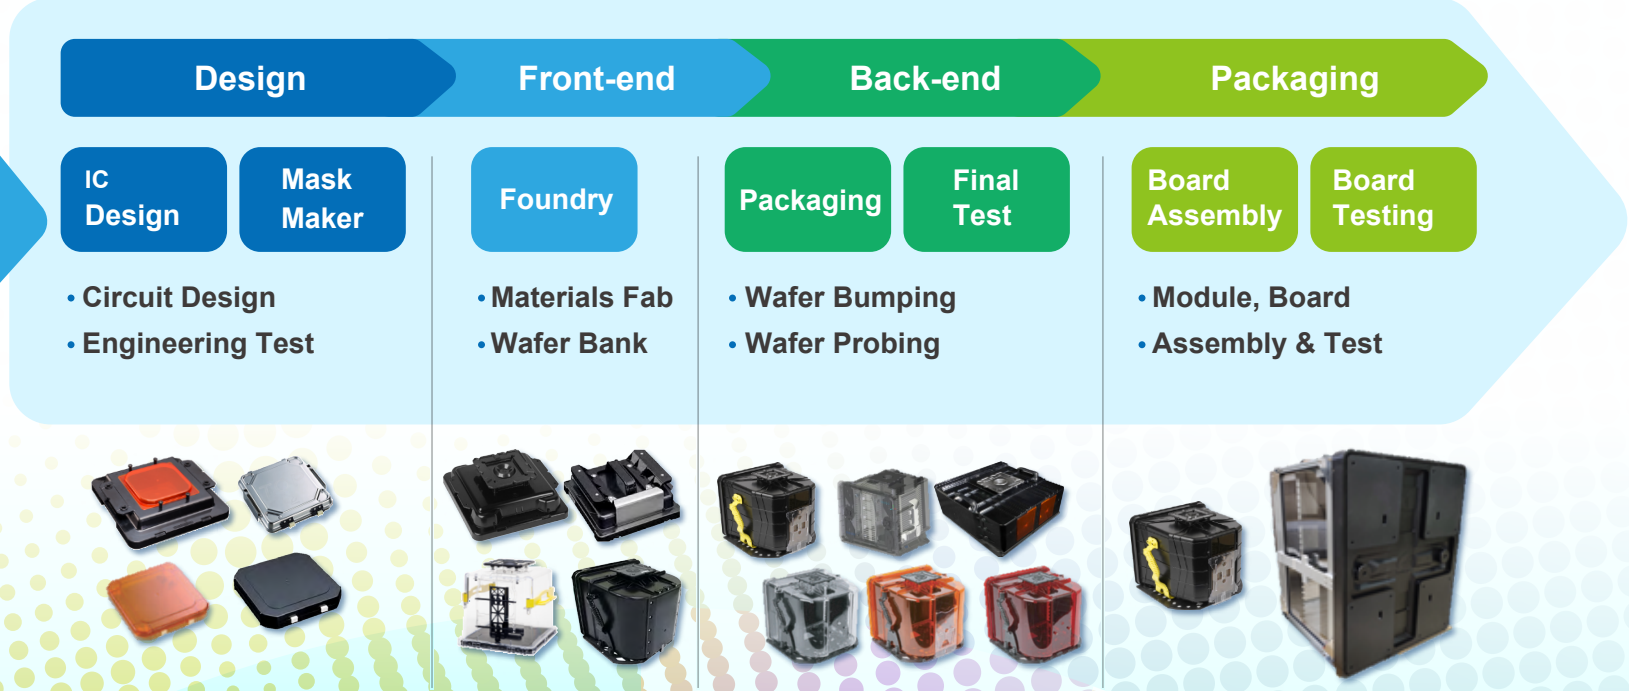 Design
Front-end
Back-end
Packaging
IC
Design
Mask
Maker
Foundry
Packaging
Final
Test
Board
Assembly
Board
Testing
• Circuit Design
• Engineering Test
• Materials Fab
• Wafer Bank
• Wafer Bumping
• Wafer Probing
• Module, Board
• Assembly & Test